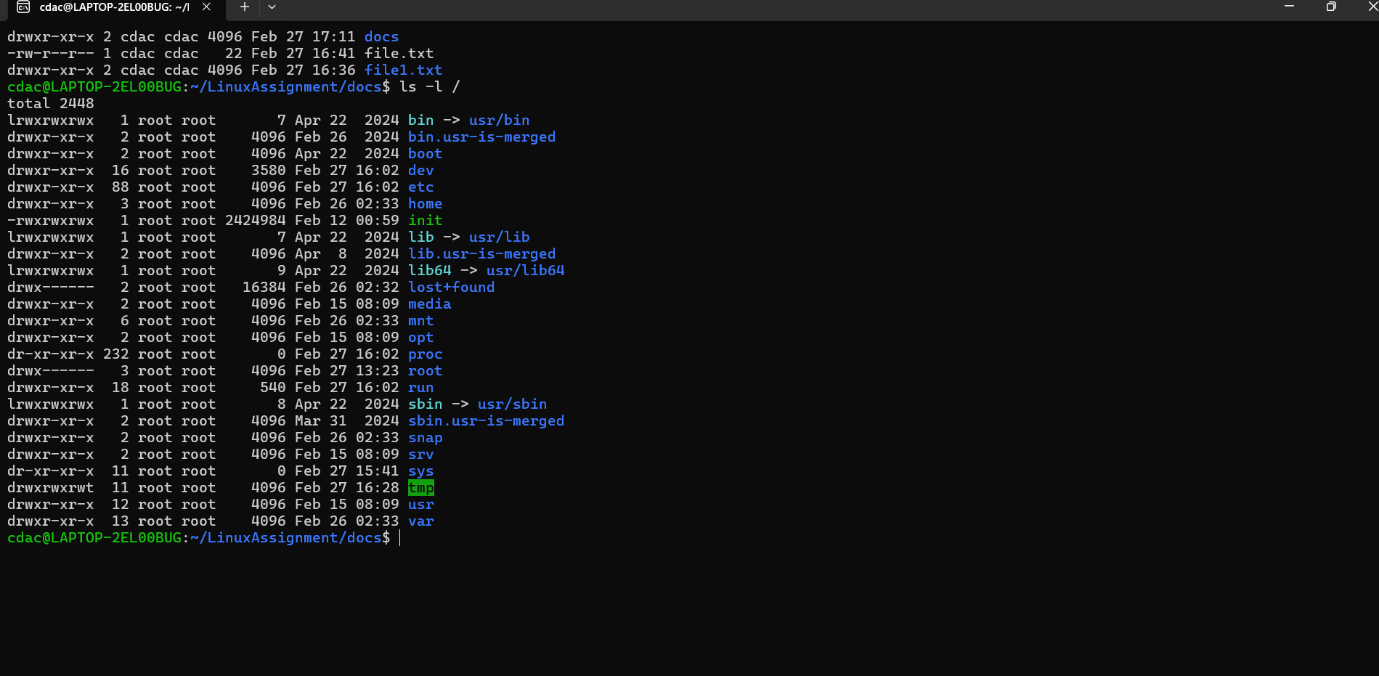 cdac@LAPTOP-2EL00BUG: ~/l
drwxr-xr-x 2 cdac cdac 4096 Feb 27 17:11 docs
-rw-r--r-- 1 cdac cdac   22 Feb 27 16:41 file.txt
drwxr-xr-x 2 cdac cdac 4096 Feb 27 16:36 file1.txt
cdac@LAPTOP-2EL00BUG:~/LinuxAssignment/docs$ ls -l /
total 2448
lrwxrwxrwx   1 root root       7 Apr 22  2024 bin -> usr/bin
drwxr-xr-x   2 root root    4096 Feb 26  2024 bin.usr-is-merged
drwxr-xr-x   2 root root    4096 Apr 22  2024 boot
drwxr-xr-x  16 root root    3580 Feb 27 16:02 dev
drwxr-xr-x  88 root root    4096 Feb 27 16:02 etc
drwxr-xr-x   3 root root    4096 Feb 26 02:33 home
-rwxrwxrwx   1 root root 2424984 Feb 12 00:59 init
lrwxrwxrwx   1 root root       7 Apr 22  2024 lib -> usr/lib
drwxr-xr-x   2 root root    4096 Apr  8  2024 lib.usr-is-merged
lrwxrwxrwx   1 root root       9 Apr 22  2024 lib64 -> usr/lib64
drwx------   2 root root   16384 Feb 26 02:32 lost+found
drwxr-xr-x   2 root root    4096 Feb 15 08:09 media
drwxr-xr-x   6 root root    4096 Feb 26 02:33 mnt
drwxr-xr-x   2 root root    4096 Feb 15 08:09 opt
dr-xr-xr-x 232 root root       0 Feb 27 16:02 proc
drwx------   3 root root    4096 Feb 27 13:23 root
drwxr-xr-x  18 root root     540 Feb 27 16:02 run
lrwxrwxrwx   1 root root       8 Apr 22  2024 sbin -> usr/sbin
drwxr-xr-x   2 root root    4096 Mar 31  2024 sbin.usr-is-merged
drwxr-xr-x   2 root root    4096 Feb 26 02:33 snap
drwxr-xr-x   2 root root    4096 Feb 15 08:09 srv
dr-xr-xr-x  11 root root       0 Feb 27 15:41 sys
drwxrwxrwt  11 root root    4096 Feb 27 16:28 tmp
drwxr-xr-x  12 root root    4096 Feb 15 08:09 usr
drwxr-xr-x  13 root root    4096 Feb 26 02:33 var
cdac@LAPTOP-2EL00BUG:~/LinuxAssignment/docs$